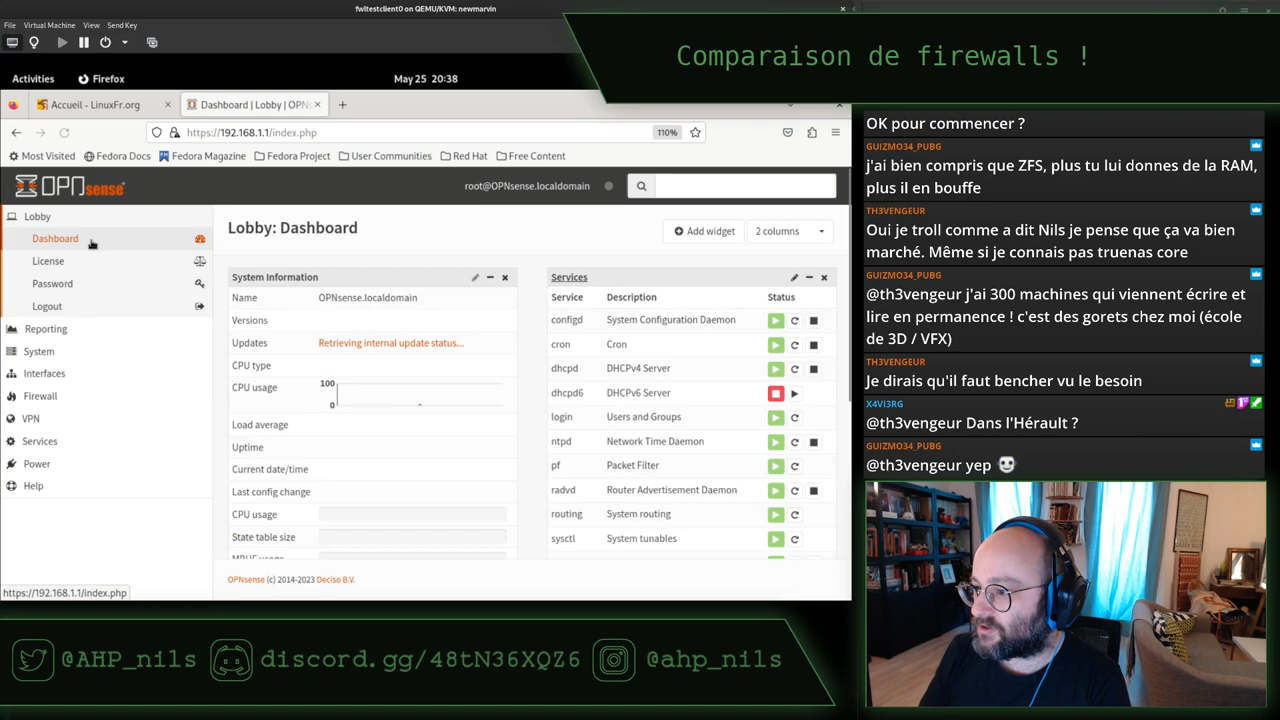 fwltestclient0 on QEMU/KVM: newmarvin
File Virtual Machine View Send Key
Activities Firefox May 25 20:38
Accueil - LinuxFr.org
Dashboard | Lobby | OPN
https://192.168.1.1/index.php
110%
Most Visited Fedora Docs Fedora Magazine Fedora Project User Communities Red Hat Free Content
OPNsense
root@OPNsense.localdomain
Lobby
Dashboard
License
Password
Logout
Reporting
System
Interfaces
Firewall
VPN
Services
Power
Help
https://192.168.1.1/index.php
Lobby: Dashboard
Add widget
2 columns
System Information
Name OPNsense.localdomain
Versions
Updates Retrieving internal update status...
CPU type
CPU usage 100
0
Load average
Uptime
Current date/time
Last config change
CPU usage
State table size
MBUF usage
Services
Service Description Status
configd System Configuration Daemon
cron Cron
dhcpd DHCPv4 Server
dhcpd6 DHCPv6 Server
login Users and Groups
ntpd Network Time Daemon
pf Packet Filter
radvd Router Advertisement Daemon
routing System routing
sysctl System tunables
OPNsense (c) 2014-2023 Deciso B.V.
Comparaison de firewalls !
OK pour commencer ?
GUIZMO34_PUBG
j'ai bien compris que ZFS, plus tu lui donnes de la RAM,
plus il en bouffe
TH3VENGEUR
Oui je troll comme a dit Nils je pense que ça va bien
marché. Même si je connais pas truenas core
GUIZMO34_PUBG
@th3vengeur j'ai 300 machines qui viennent écrire et
lire en permanence ! c'est des gorets chez moi (école
de 3D / VFX)
TH3VENGEUR
Je dirais qu'il faut bencher vu le besoin
X4VI3RG
@th3vengeur Dans l'Hérault ?
GUIZMO34_PUBG
@th3vengeur yep
@AHP_nils
discord.gg/48tN36XQZ6
@ahp_nils